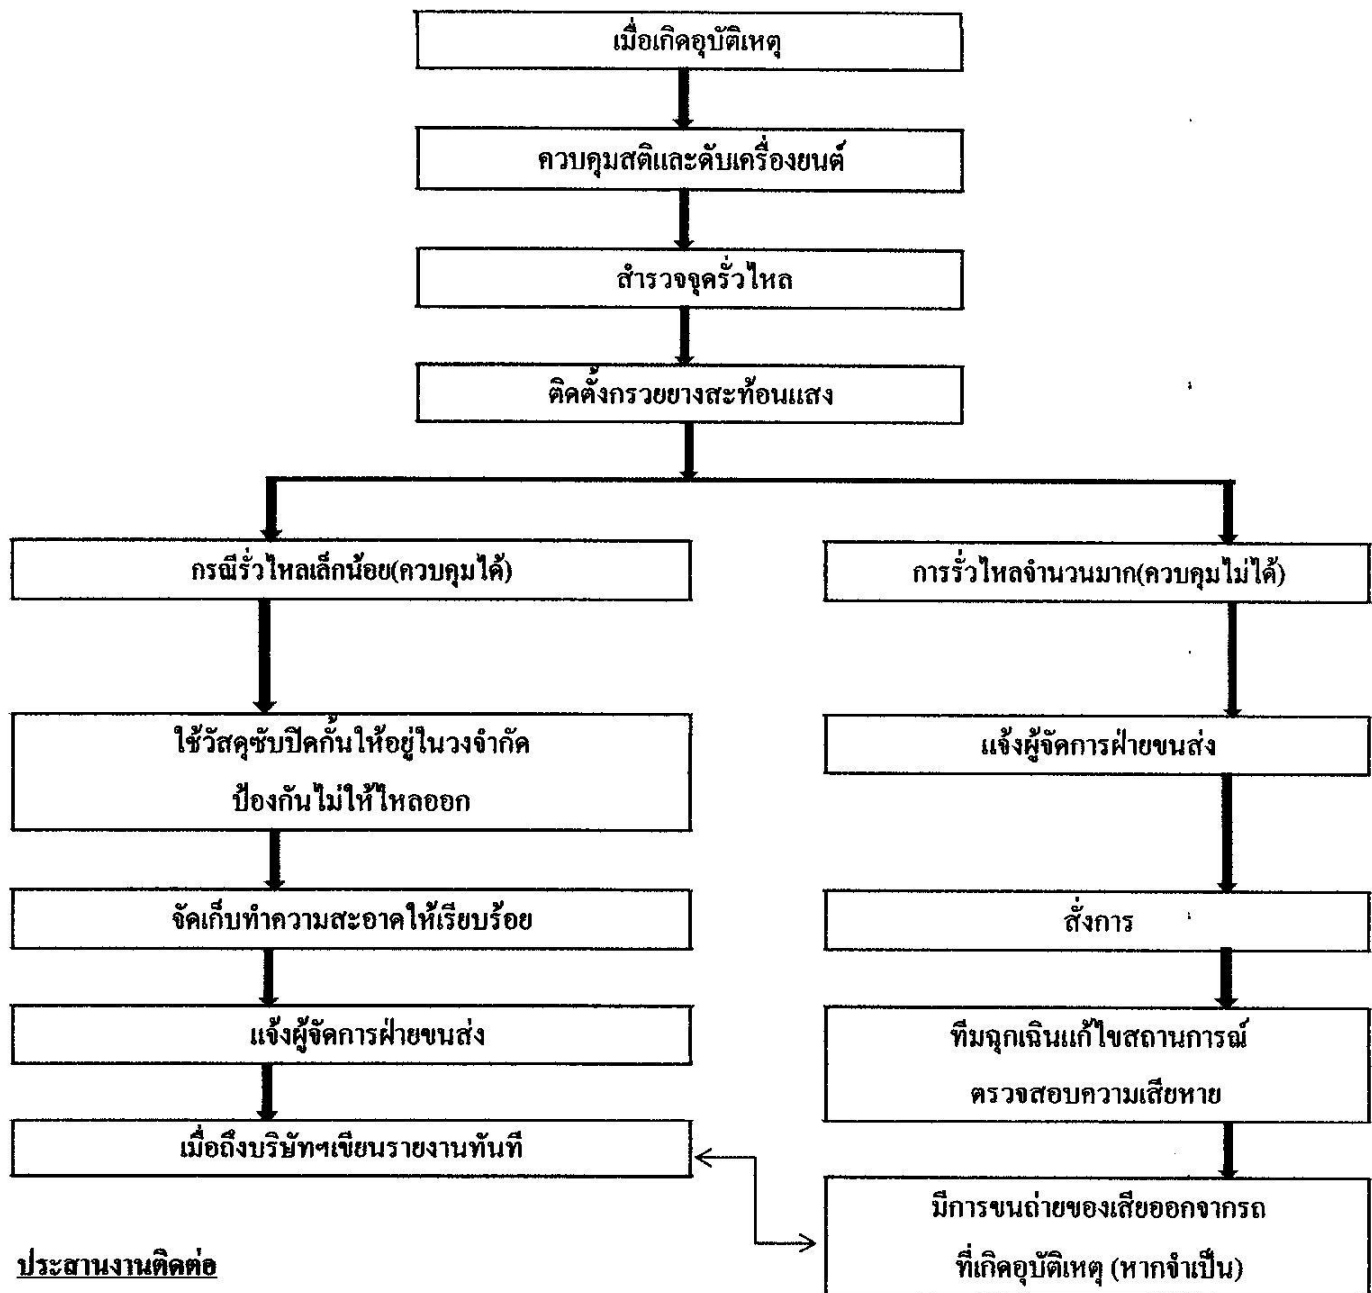 เมื่อเกิดอุบัติเหตุ
ควบคุมสติและดับเครื่องยนต์
สำรวจจุดรั่วไหล
ติดตั้งกรวยยางสะท้อนแสง
กรณีรั่วไหลเล็กน้อย(ควบคุมได้)
ใช้วัสดุซับปิดกั้นให้อยู่ในวงจำกัด
ป้องกันไม่ให้ไหลออก
จัดเก็บทำความสะอาดให้เรียบร้อย
แจ้งผู้จัดการฝ่ายขนส่ง
เมื่อถึงบริษัทฯเขียนรายงานทันที
การรั่วไหลจำนวนมาก(ควบคุมไม่ได้)
แจ้งผู้จัดการฝ่ายขนส่ง
สั่งการ
ทีมฉุกเฉินแก้ไขสถานการณ์
ตรวจสอบความเสียหาย
มีการขนถ่ายของเสียออกจากรถ
ที่เกิดอุบัติเหตุ (หากจำเป็น)
ประสานงานติดต่อ